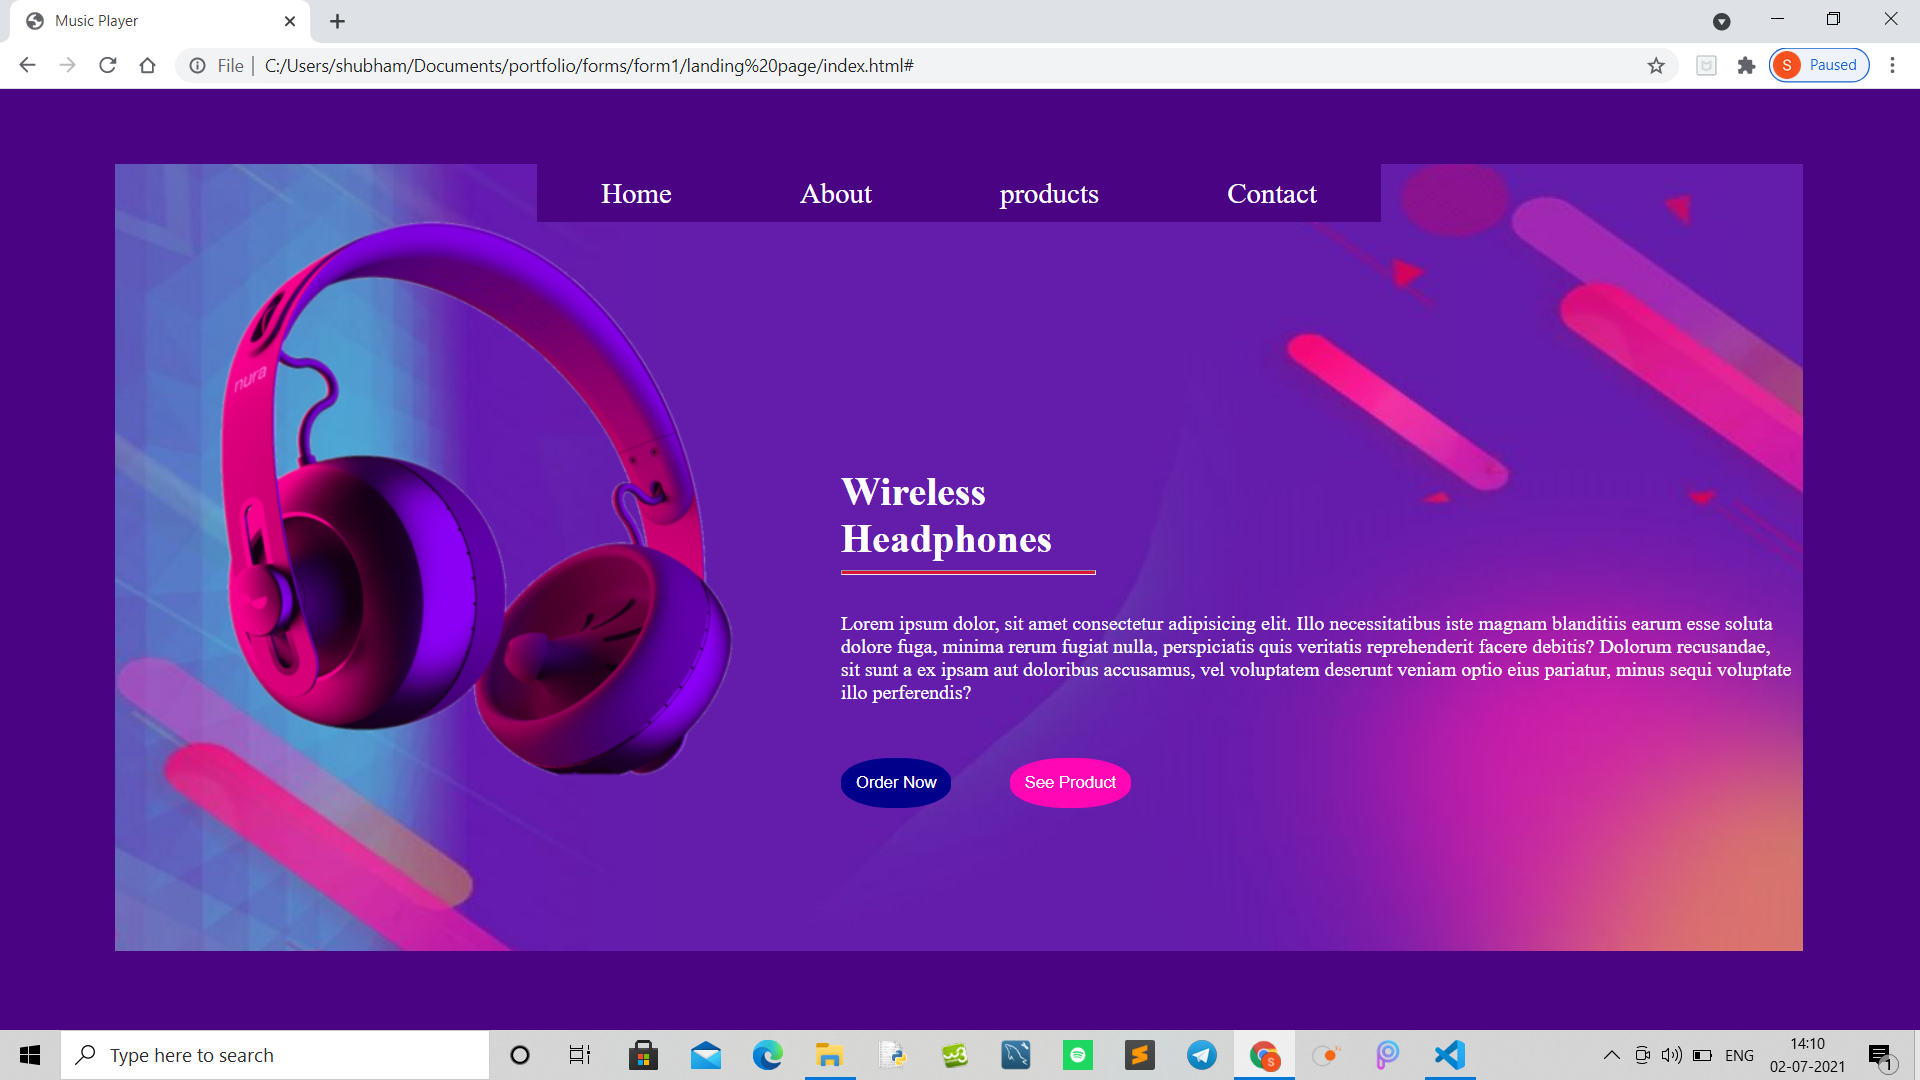 Music Player
File
C:/Users/shubham/Documents/portfolio/forms/form1/landing%20page/index.html#
S Paused
Home About products Contact
nura
Wireless
Headphones
Lorem ipsum dolor, sit amet consectetur adipisicing elit. Illo necessitatibus iste magnam blanditiis earum esse soluta
dolore fuga, minima rerum fugiat nulla, perspiciatis quis veritatis reprehenderit facere debitis? Dolorum recusandae,
sit sunt a ex ipsam aut doloribus accusamus, vel voluptatem deserunt veniam optio eius pariatur, minus sequi voluptate
illo perferendis?
Order Now See Product
Type here to search
w3
S
ENG
14:10
02-07-2021
1